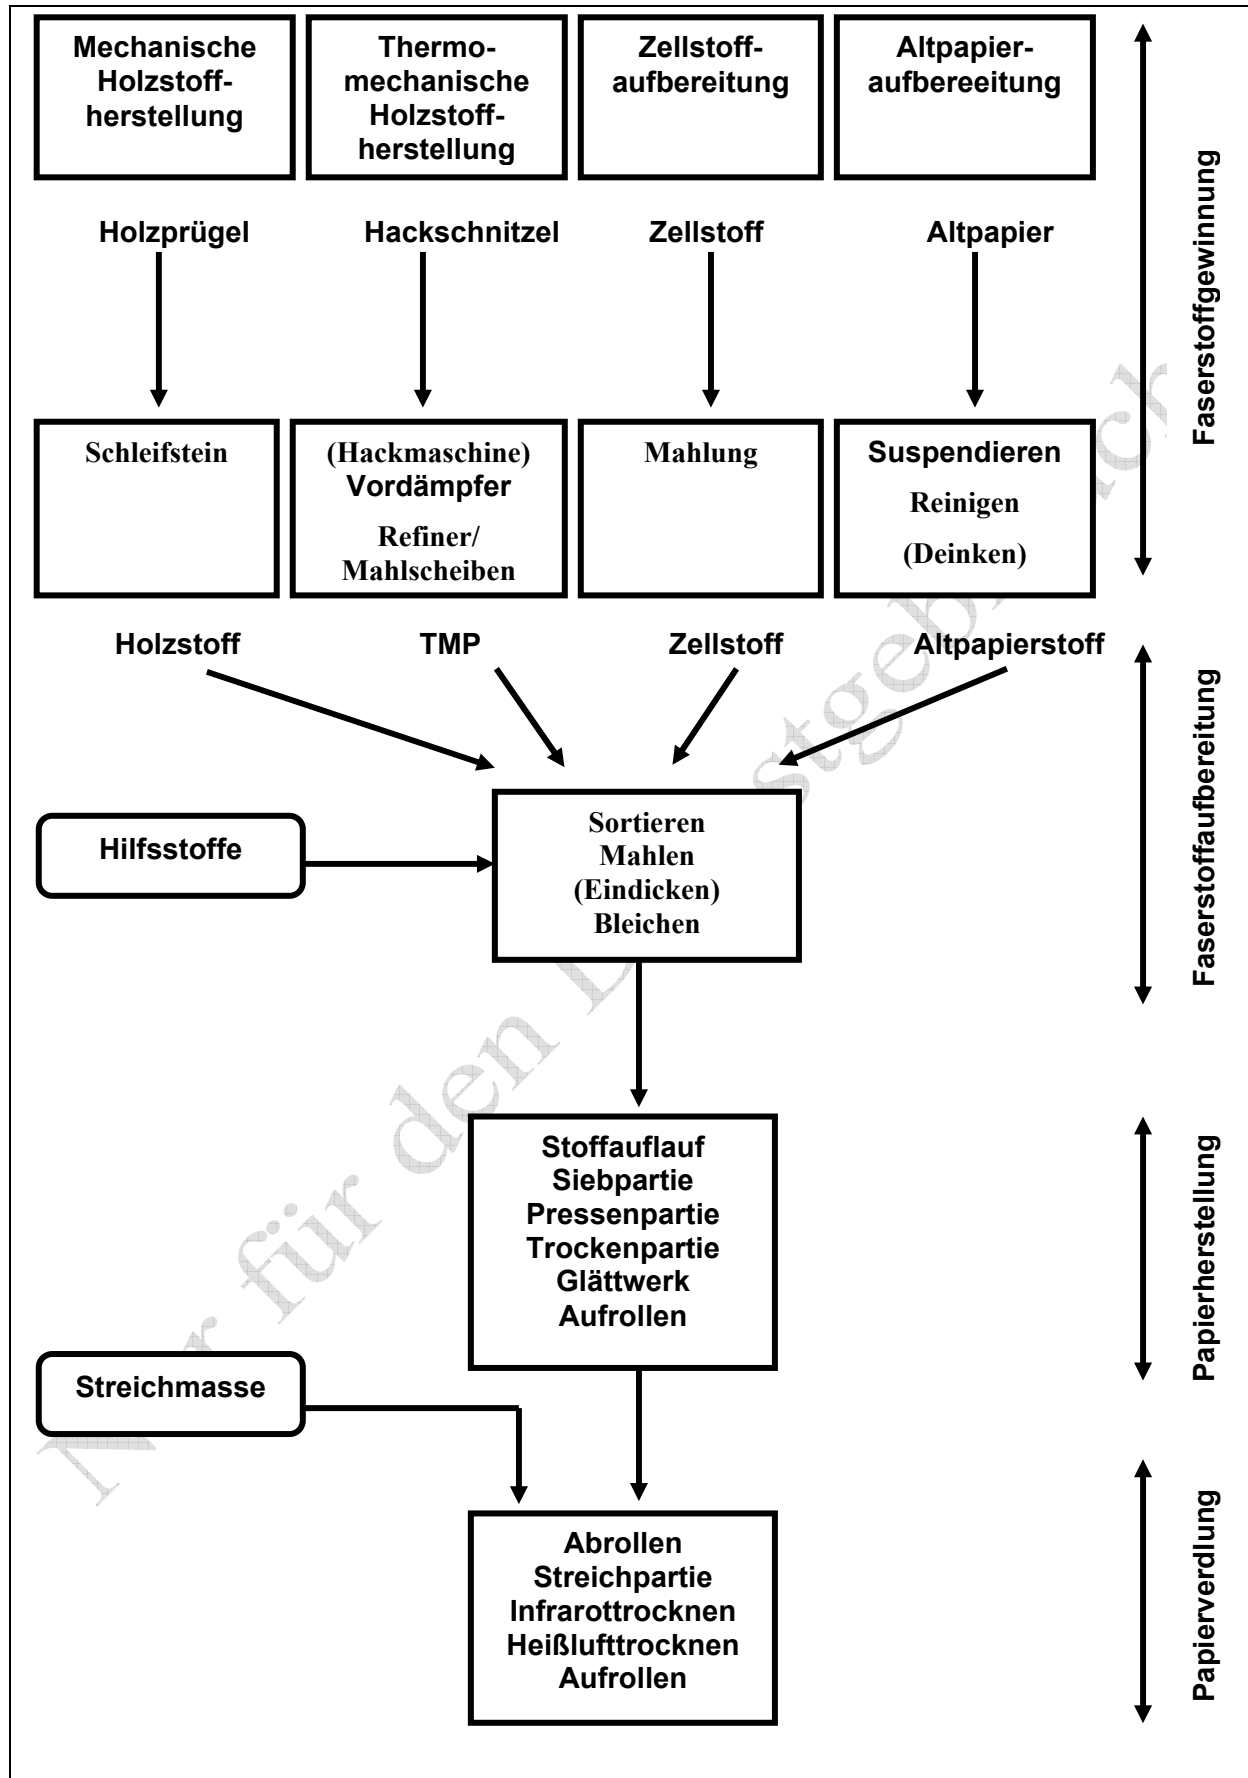 Mechanische
Holzstoff-
herstellung
Thermo-
mechanische
Holzstoff-
herstellung
Zellstoff-
aufbereitung
Altpapier-
aufbereeitung
Holzprügel
Hackschnitzel
Zellstoff
Altpapier
Faserstoffgewinnung
Schleifstein
(Hackmaschine)
Vordämpfer
Refiner/
Mahlscheiben
Mahlung
Suspendieren
Reinigen
(Deinken)
Holzstoff
TMP
Zellstoff
Altpapierstoff
Faserstoffaufbereitung
Hilfsstoffe
Sortieren
Mahlen
(Eindicken)
Bleichen
Stoffauflauf
Siebpartie
Pressenpartie
Trockenpartie
Glättwerk
Aufrollen
Papierherstellung
Streichmasse
Abrollen
Streichpartie
Infrarottrocknen
Heißlufttrocknen
Aufrollen
Papierverdlung
für den